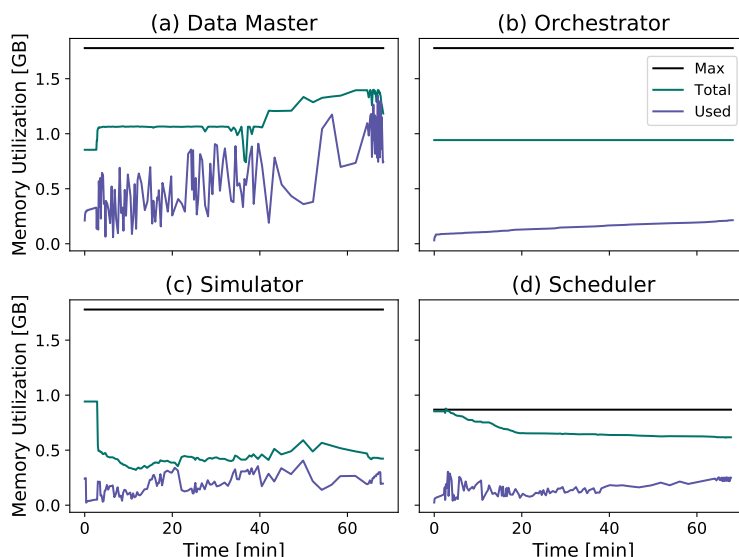 (a) Data Master
(b) Orchestrator
Memory Utilization [GB]
1.5
1.0
0.5
0.0
Max
Total
Used
(c) Simulator
(d) Scheduler
Memory Utilization [GB]
1.5
1.0
0.5
0.0
0 20 40 60
0 20 40 60
Time [min]
Time [min]